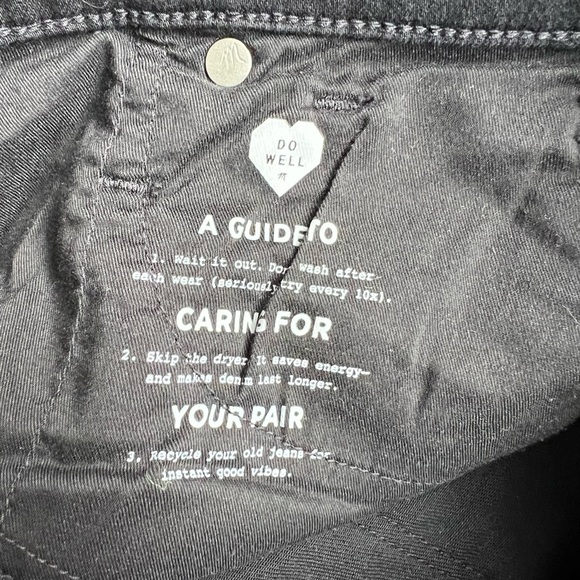 DO
WELL
A GUIDE TO
1. Wait it out. Don' wash after
each wear (seriously try every 10x).
CARING FOR
2. Skip the dryer It saves energy—
and makes denim last longer.
YOUR PAIR
3. Recycle your old jeans for
instant good vibes.